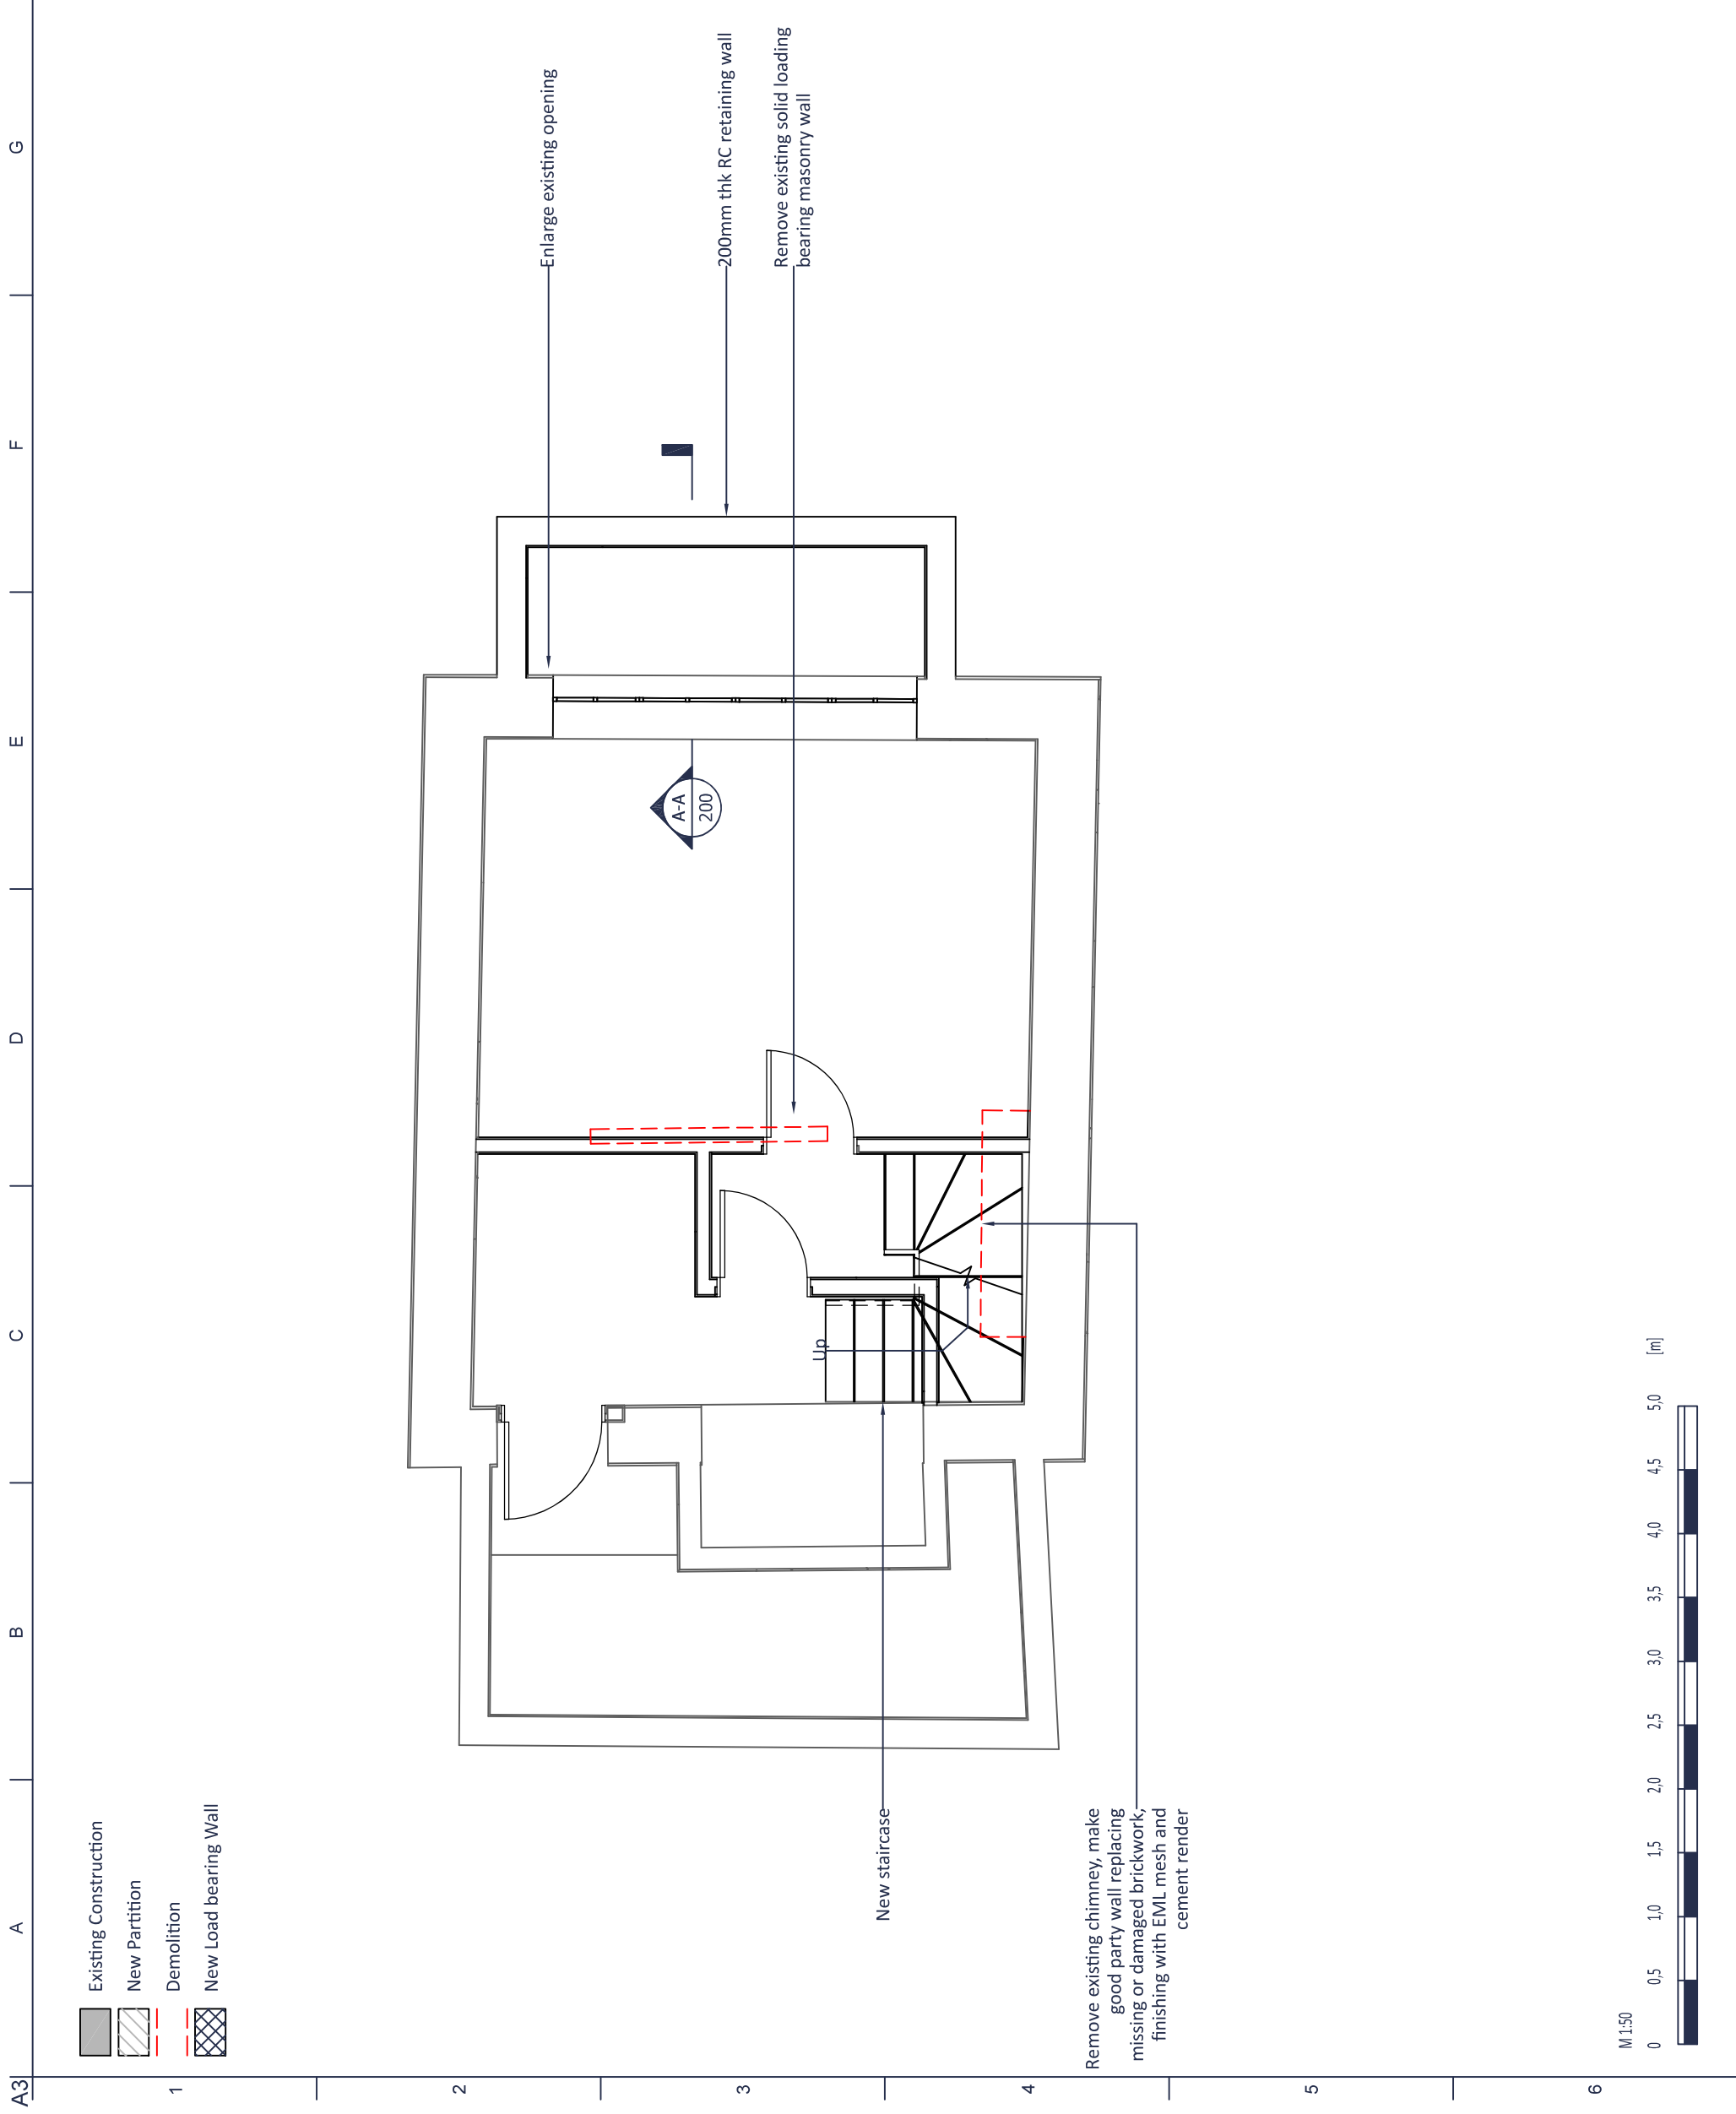 A3
A
B
C
D
E
F
G
1
2
3
4
5
6
Existing Construction
New Partition
Demolition
New Load bearing Wall
Enlarge existing opening
200mm thk RC retaining wall
Remove existing solid loading
bearing masonry wall
A-A
200
Up
New staircase
Remove existing chimney, make
good party wall replacing
missing or damaged brickwork,
finishing with EML mesh and
cement render
M 1:50
0 0,5 1,0 1,5 2,0 2,5 3,0 3,5 4,0 4,5 5,0 [m]